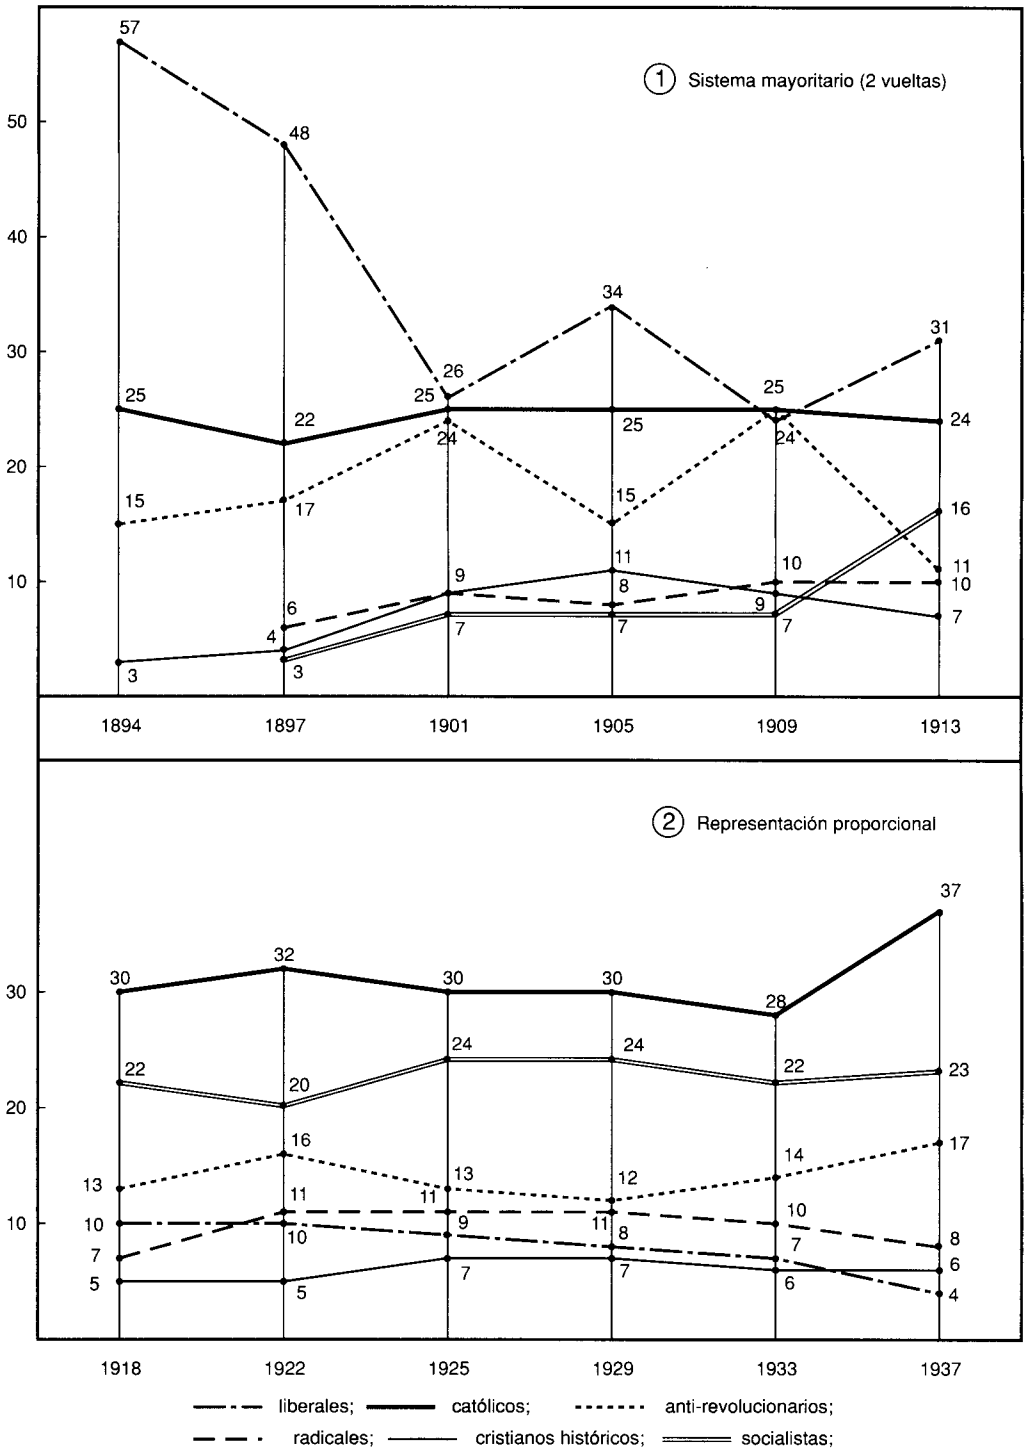 57
① Sistema mayoritario (2 vueltas)
50
48
40
34
31
30
26
25 25 25
22 25 24 24
24
20
15 17 15 16
11 11
10 9 10 10
6 8
4 9 7
3 3 7 7 7
1894 1897 1901 1905 1909 1913
② Representación proporcional
37
32
30 30 30 30 28
24 24
22 20 22 23
20
16 17
13 13 12 14
11 11 11 10
10 10 10 9 8 7 8
7 6
5 5 7 7 6 4
1918 1922 1925 1929 1933 1937
liberales; católicos; anti-revolucionarios;
radicales; cristianos históricos; socialistas;